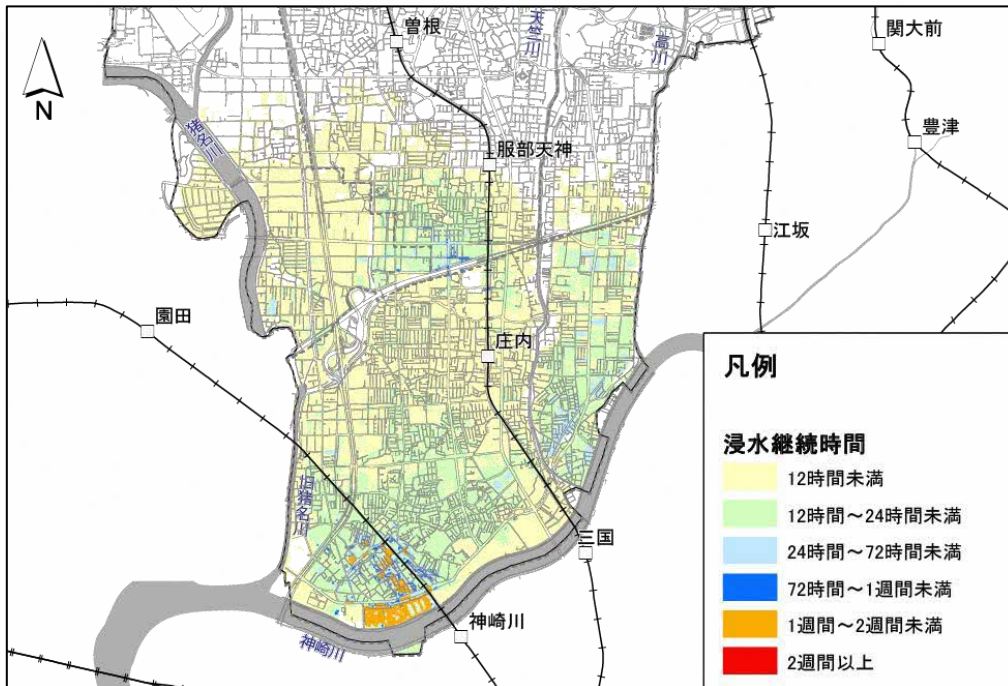 曽根
天竺川
高川
関大前
N
猪名川
豊津
服部天神
江坂
園田
庄内
凡例
浸水継続時間
12時間未満
12時間～24時間未満
旧猪名川
24時間～72時間未満
三国
72時間～1週間未満
1週間～2週間未満
神崎川
神崎川
2週間以上